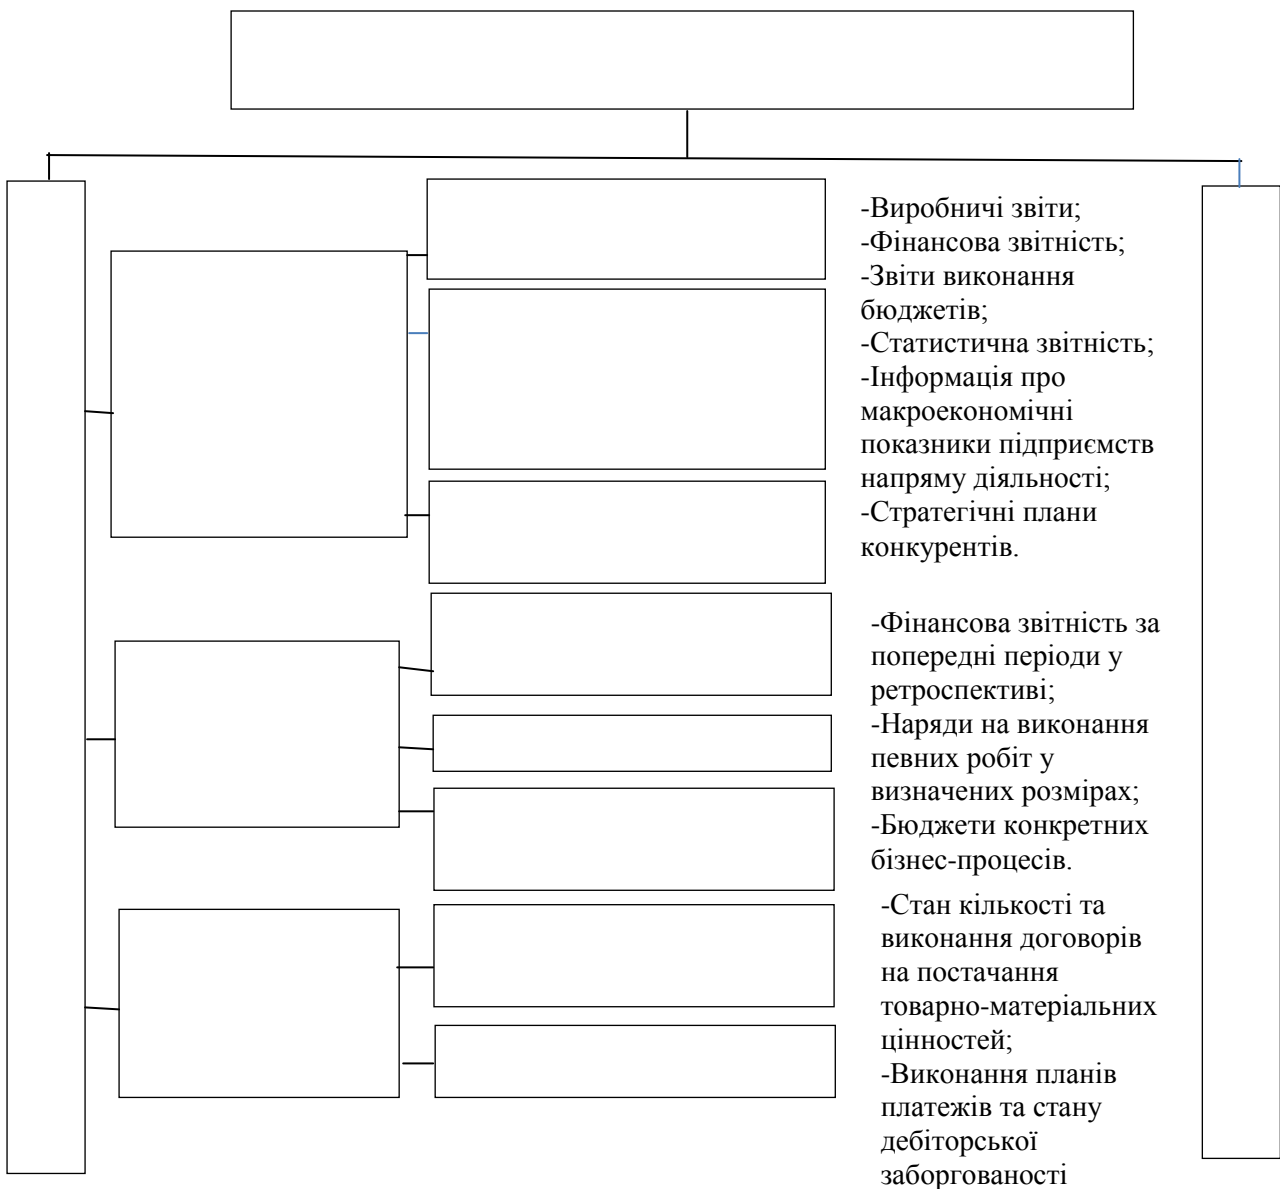 -Виробничі звіти;
-Фінансова звітність;
-Звіти виконання
бюджетів;
-Статистична звітність;
-Інформація про
макроекономічні
показники підприємств
напряму діяльності;
-Стратегічні плани
конкурентів.
-Фінансова звітність за
попередні періоди у
ретроспективі;
-Наряди на виконання
певних робіт у
визначених розмірах;
-Бюджети конкретних
бізнес-процесів.
-Стан кількості та
виконання договорів
на постачання
товарно-матеріальних
цінностей;
-Виконання планів
платежів та стану
дебіторської
заборгованості